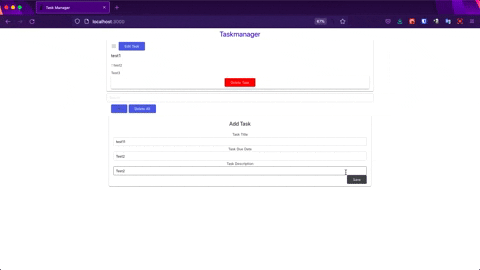 Task Manager
localhost:3000
67%
Taskmanager
Edit Task
test1
Test2
Test3
Delete Task
Delete All
Add Task
Task Title
test1
Task Due Date
Test2
Task Description
Test3
Save